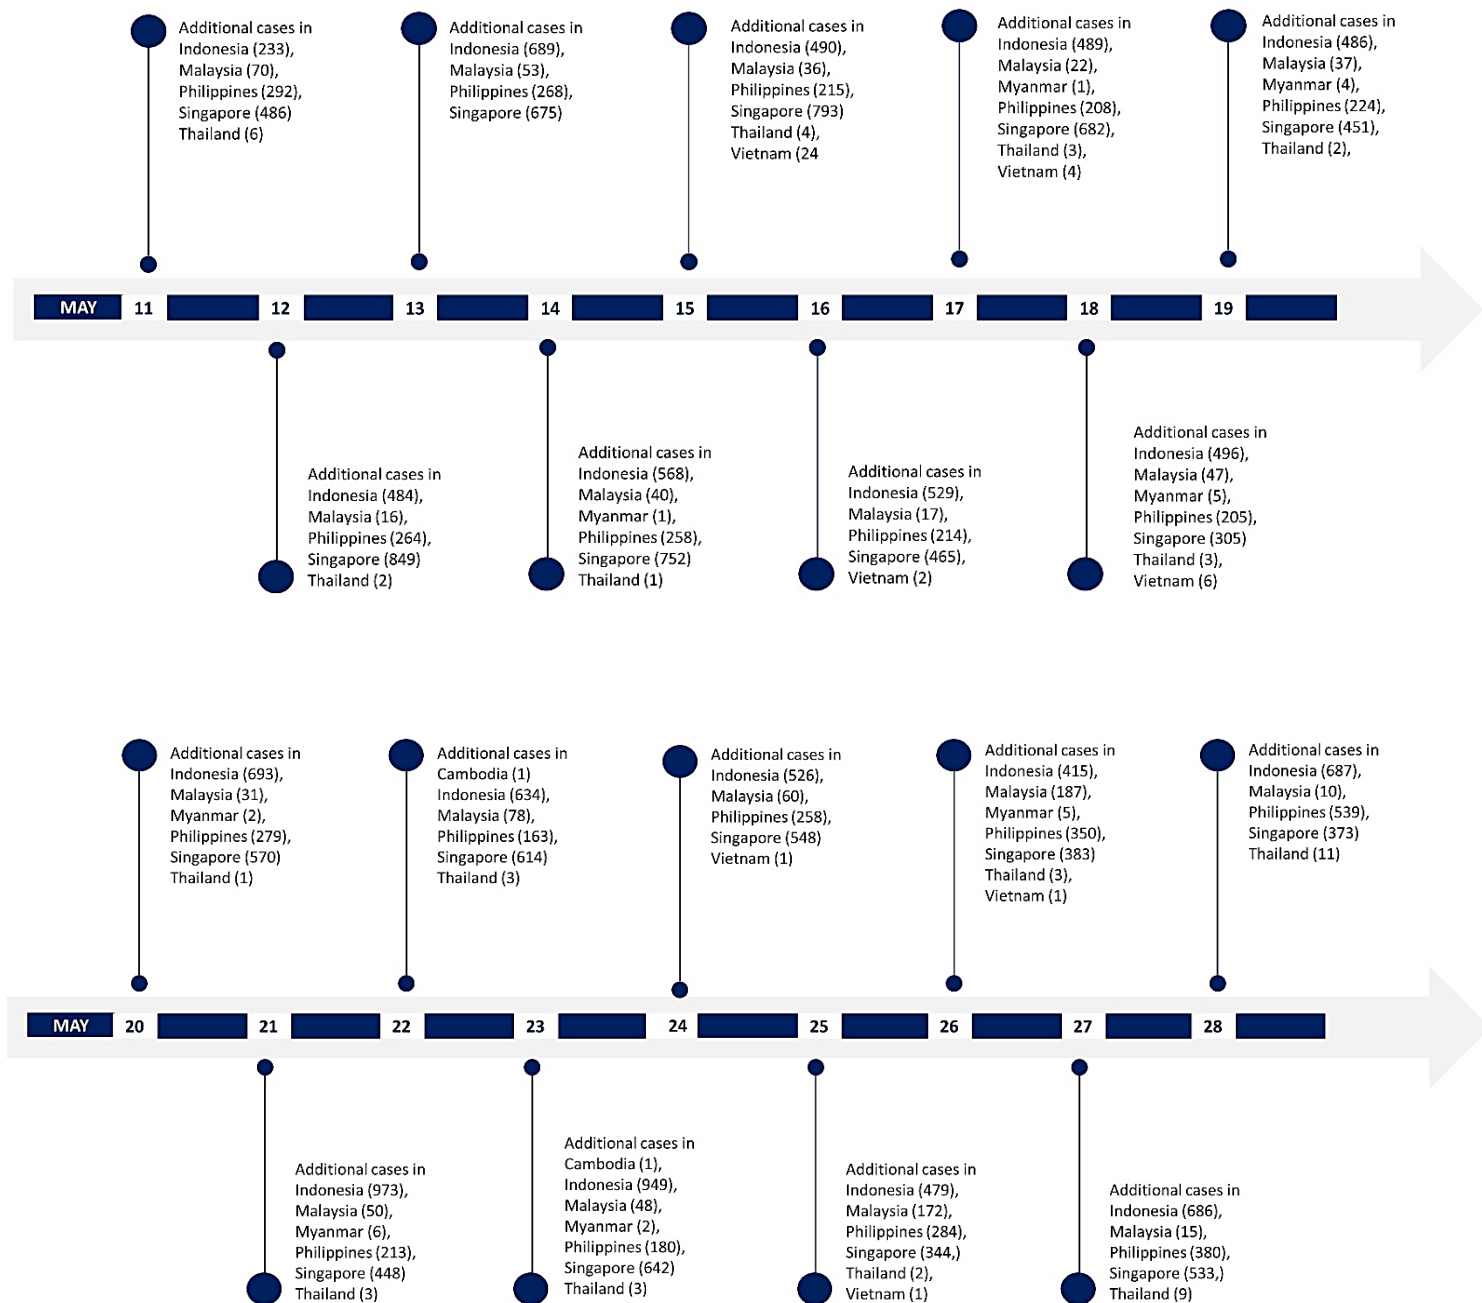 Additional cases in
Indonesia (233),
Malaysia (70),
Philippines (292),
Singapore (486)
Thailand (6)
Additional cases in
Indonesia (689),
Malaysia (53),
Philippines (268),
Singapore (675)
Additional cases in
Indonesia (490),
Malaysia (36),
Philippines (215),
Singapore (793)
Thailand (4),
Vietnam (24
Additional cases in
Indonesia (489),
Malaysia (22),
Myanmar (1),
Philippines (208),
Singapore (682),
Thailand (3),
Vietnam (4)
Additional cases in
Indonesia (486),
Malaysia (37),
Myanmar (4),
Philippines (224),
Singapore (451),
Thailand (2),
MAY 11 12 13 14 15 16 17 18 19
Additional cases in
Indonesia (484),
Malaysia (16),
Philippines (264),
Singapore (849)
Thailand (2)
Additional cases in
Indonesia (568),
Malaysia (40),
Myanmar (1),
Philippines (258),
Singapore (752)
Thailand (1)
Additional cases in
Indonesia (529),
Malaysia (17),
Philippines (214),
Singapore (465),
Vietnam (2)
Additional cases in
Indonesia (496),
Malaysia (47),
Myanmar (5),
Philippines (205),
Singapore (305)
Thailand (3),
Vietnam (6)
Additional cases in
Indonesia (693),
Malaysia (31),
Myanmar (2),
Philippines (279),
Singapore (570)
Thailand (1)
Additional cases in
Cambodia (1)
Indonesia (634),
Malaysia (78),
Philippines (163),
Singapore (614)
Thailand (3)
Additional cases in
Indonesia (526),
Malaysia (60),
Philippines (258),
Singapore (548)
Vietnam (1)
Additional cases in
Indonesia (415),
Malaysia (187),
Myanmar (5),
Philippines (350),
Singapore (383)
Thailand (3),
Vietnam (1)
Additional cases in
Indonesia (687),
Malaysia (10),
Philippines (539),
Singapore (373)
Thailand (11)
MAY 20 21 22 23 24 25 26 27 28
Additional cases in
Indonesia (973),
Malaysia (50),
Myanmar (6),
Philippines (213),
Singapore (448)
Thailand (3)
Additional cases in
Cambodia (1),
Indonesia (949),
Malaysia (48),
Myanmar (2),
Philippines (180),
Singapore (642)
Thailand (3)
Additional cases in
Indonesia (479),
Malaysia (172),
Philippines (284),
Singapore (344,)
Thailand (2),
Vietnam (1)
Additional cases in
Indonesia (686),
Malaysia (15),
Philippines (380),
Singapore (533,)
Thailand (9)